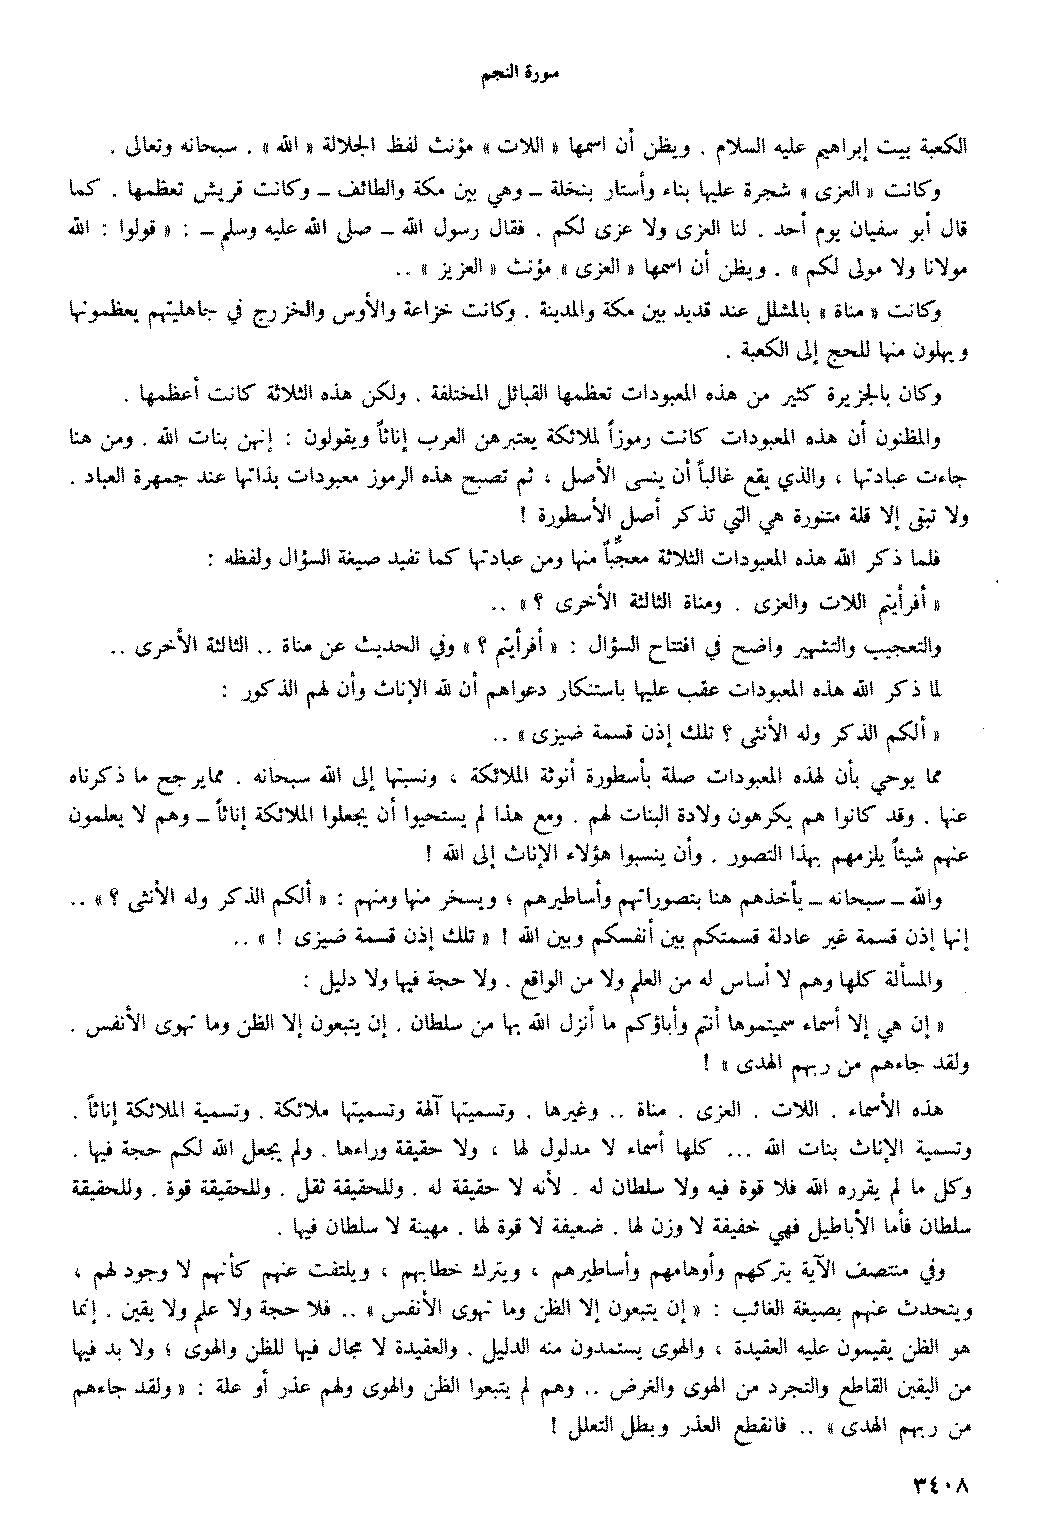 سورة النجم
الكعبة بيت إبراهيم عليه السلام . ويظن أن اسمها « اللات » مؤنث لفظ الجلالة « الله » . سبحانه وتعالى .
وكانت « العزى » شجرة عليها بناء وأستار بنخلة – وهي بين مكة والطائف – وكانت قريش تعظمها . كما
قال أبو سفيان يوم أحد . لنا العزى ولا عزى لكم . فقال رسول الله – صلى الله عليه وسلم – : « قولوا : الله
مولانا ولا مولى لكم » . ويظن أن اسمها « العزى » مؤنث « العزيز » ..
وكانت « مناة » بالمشلل عند قديد بين مكة والمدينة . وكانت خزاعة والأوس والخزرج في جاهليتهم يعظمونها
ويهلون منها للحج إلى الكعبة .
وكان بالجزيرة كثير من هذه المعبودات تعظمها القبائل المختلفة . ولكن هذه الثلاثة كانت أعظمها .
والمظنون أن هذه المعبودات كانت رموزاً لملائكة يعتبرهن العرب إناثاً ويقولون : إنهن بنات الله . ومن هنا
جاءت عبادتها ، والذي يقع غالباً أن ينسى الأصل ، ثم تصبح هذه الرموز معبودات بذاتها عند جمهرة العباد .
ولا تبقى إلا قلة متنورة هي التي تذكر أصل الأسطورة !
فلما ذكر الله هذه المعبودات الثلاثة معجِّباً منها ومن عبادتها كما تفيد صيغة السؤال ولفظه :
« أفرأيتم اللات والعزى . ومناة الثالثة الأخرى ؟ » ..
والتعجيب والتشهير واضح في افتتاح السؤال : « أفرأيتم ؟ » وفي الحديث عن مناة .. الثالثة الأخرى ..
لما ذكر الله هذه المعبودات عقب عليها باستنكار دعواهم أن لله الإناث وأن لهم الذكور :
« ألكم الذكر وله الأنثى ؟ تلك إذن قسمة ضيزى » ..
مما يوحي بأن لهذه المعبودات صلة بأسطورة أنوثة الملائكة ، ونسبتها إلى الله سبحانه . ممايرجح ما ذكرناه
عنها . وقد كانوا هم يكرهون ولادة البنات لهم . ومع هذا لم يستحيوا أن يجعلوا الملائكة إناثاً – وهم لا يعلمون
عنهم شيئاً يلزمهم بهذا التصور . وأن ينسبوا هؤلاء الإناث إلى الله !
والله – سبحانه – يأخذهم هنا بتصوراتهم وأساطيرهم ؛ ويسخر منها ومنهم : « ألكم الذكر وله الأنثى ؟ » ..
إنها إذن قسمة غير عادلة قسمتكم بين أنفسكم وبين الله ! « تلك إذن قسمة ضيزى ! » ..
والمسألة كلها وهم لا أساس له من العلم ولا من الواقع . ولا حجة فيها ولا دليل :
« إن هي إلا أسماء سميتموها أنتم وأباؤكم ما أنزل الله بها من سلطان . إن يتبعون إلا الظن وما تهوى الأنفس .
ولقد جاءهم من ربهم الهدى » !
هذه الأسماء . اللات . العزى . مناة .. وغيرها . وتسميتها آلهة وتسميتها ملائكة . وتسمية الملائكة إناثاً .
وتسمية الإناث بنات الله ... كلها أسماء لا مدلول لها ، ولا حقيقة وراءها . ولم يجعل الله لكم حجة فيها .
وكل ما لم يقرره الله فلا قوة فيه ولا سلطان له . لأنه لا حقيقة له . وللحقيقة ثقل . وللحقيقة قوة . وللحقيقة
سلطان فأما الأباطيل فهي خفيفة لا وزن لها . ضعيفة لا قوة لها . مهينة لا سلطان فيها .
وفي منتصف الآية يتركهم وأوهامهم وأساطيرهم ، ويترك خطابهم ، ويلتفت عنهم كأنهم لا وجود لهم ،
ويتحدث عنهم بصيغة الغائب : « إن يتبعون إلا الظن وما تهوى الأنفس » .. فلا حجة ولا علم ولا يقين . إنما
هو الظن يقيمون عليه العقيدة ، والهوى يستمدون منه الدليل . والعقيدة لا مجال فيها للظن والهوى ؛ ولا بد فيها
من اليقين القاطع والتجرد من الهوى والغرض .. وهم لم يتبعوا الظن والهوى ولهم عذر أو علة : « ولقد جاءهم
من ربهم الهدى » .. فانقطع العذر وبطل التعلل !
٣٤٠٨